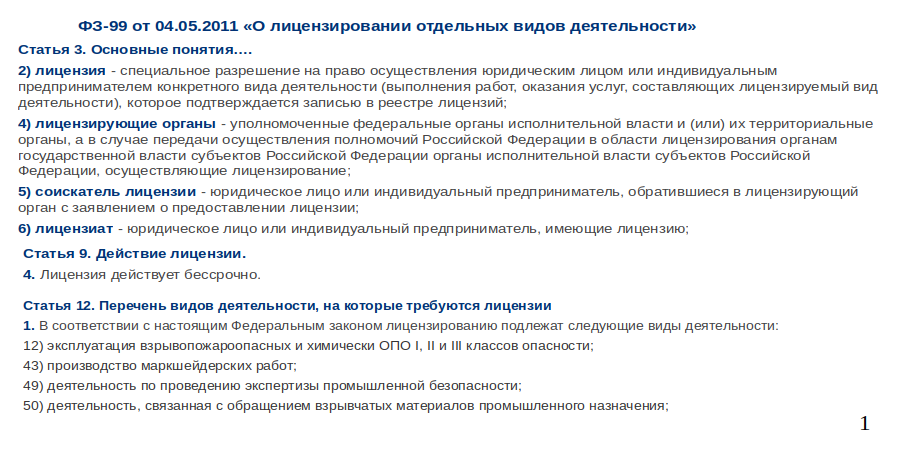 ФЗ-99 от 04.05.2011 «О лицензировании отдельных видов деятельности»
Статья 3. Основные понятия….
2) лицензия - специальное разрешение на право осуществления юридическим лицом или индивидуальным
предпринимателем конкретного вида деятельности (выполнения работ, оказания услуг, составляющих лицензируемый вид
деятельности), которое подтверждается записью в реестре лицензий;
4) лицензирующие органы - уполномоченные федеральные органы исполнительной власти и (или) их территориальные
органы, а в случае передачи осуществления полномочий Российской Федерации в области лицензирования органам
государственной власти субъектов Российской Федерации органы исполнительной власти субъектов Российской
Федерации, осуществляющие лицензирование;
5) соискатель лицензии - юридическое лицо или индивидуальный предприниматель, обратившиеся в лицензирующий
орган с заявлением о предоставлении лицензии;
6) лицензиат - юридическое лицо или индивидуальный предприниматель, имеющие лицензию;
Статья 9. Действие лицензии.
4. Лицензия действует бессрочно.
Статья 12. Перечень видов деятельности, на которые требуются лицензии
1. В соответствии с настоящим Федеральным законом лицензированию подлежат следующие виды деятельности:
12) эксплуатация взрывопожароопасных и химически ОПО I, II и III классов опасности;
43) производство маркшейдерских работ;
49) деятельность по проведению экспертизы промышленной безопасности;
50) деятельность, связанная с обращением взрывчатых материалов промышленного назначения;
1